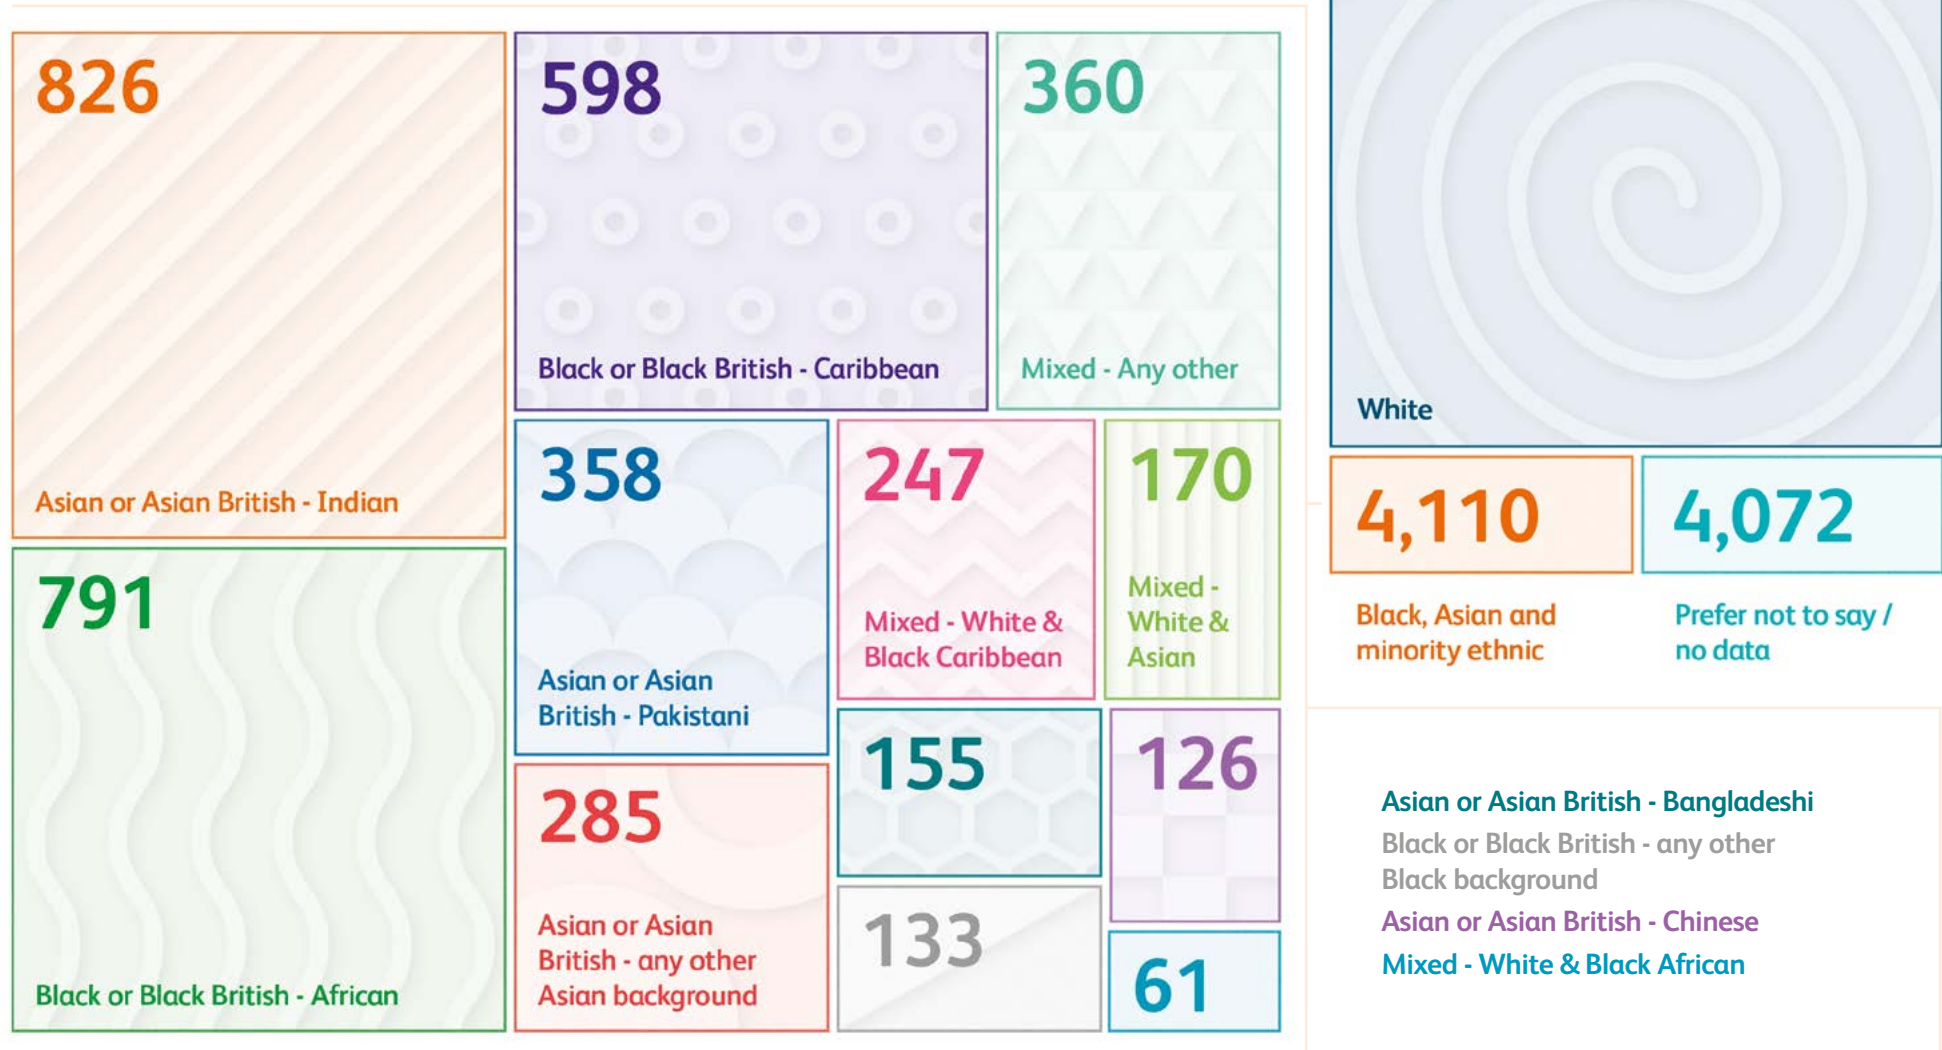 826
Asian or Asian British - Indian
791
Black or Black British - African
598
Black or Black British - Caribbean
360
Mixed - Any other
358
Asian or Asian
British - Pakistani
247
Mixed - White &
Black Caribbean
170
Mixed -
White &
Asian
285
Asian or Asian
British - any other
Asian background
155
126
133
61
White
4,110
Black, Asian and
minority ethnic
4,072
Prefer not to say /
no data
Asian or Asian British - Bangladeshi
Black or Black British - any other
Black background
Asian or Asian British - Chinese
Mixed - White & Black African